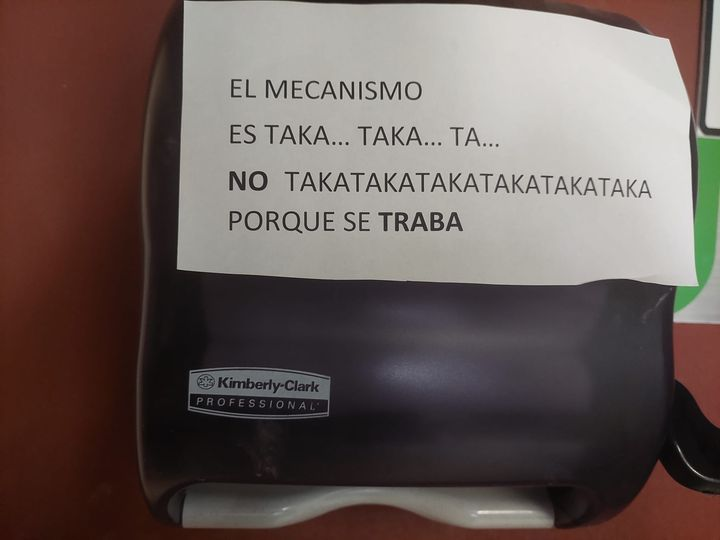 EL MECANISMO
ES TAKA... TAKA... TA...
NO TAKATAKATAKATAKATAKATAKA
PORQUE SE TRABA
Kimberly-Clark
PROFESSIONAL